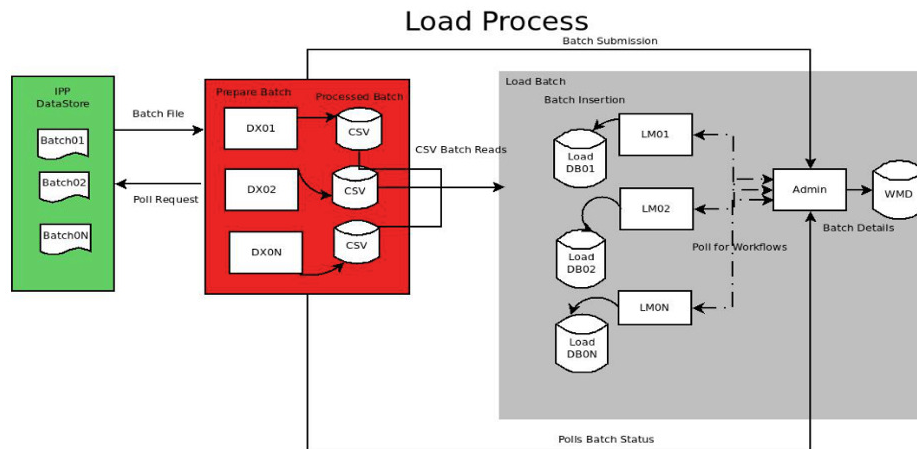 Load Process
Batch Submission
IPP
DataStore
Batch01
Batch02
Batch0N
Batch File
Poll Request
Prepare Batch
Processed Batch
DX01
CSV
DX02
CSV
DX0N
CSV
CSV Batch Reads
Load Batch
Batch Insertion
LM01
Load
DB01
LM02
Load
DB02
LM0N
Load
DB0N
Poll for Workflows
Admin
WMD
Batch Details
Polls Batch Status